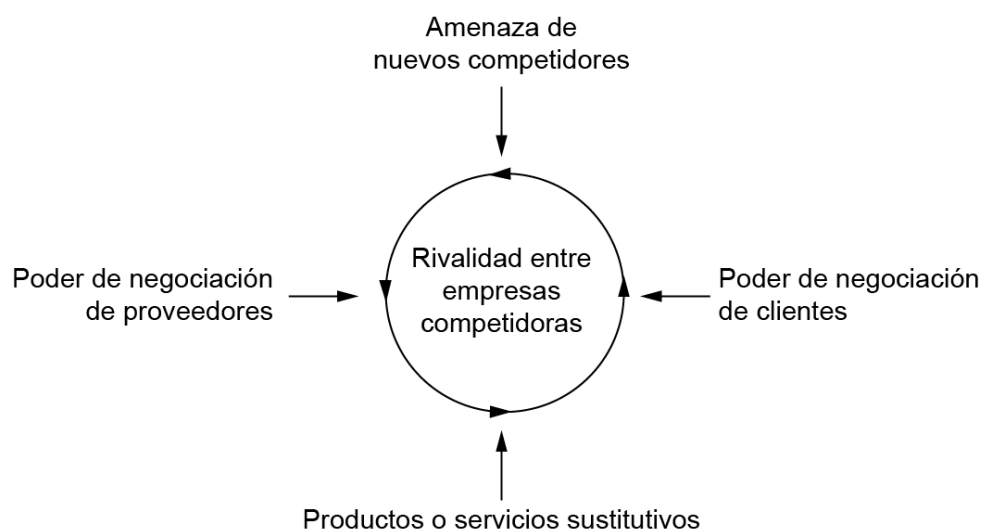 Amenaza de
nuevos competidores
Rivalidad entre
empresas
competidoras
Poder de negociación
de proveedores
Poder de negociación
de clientes
Productos o servicios sustitutivos